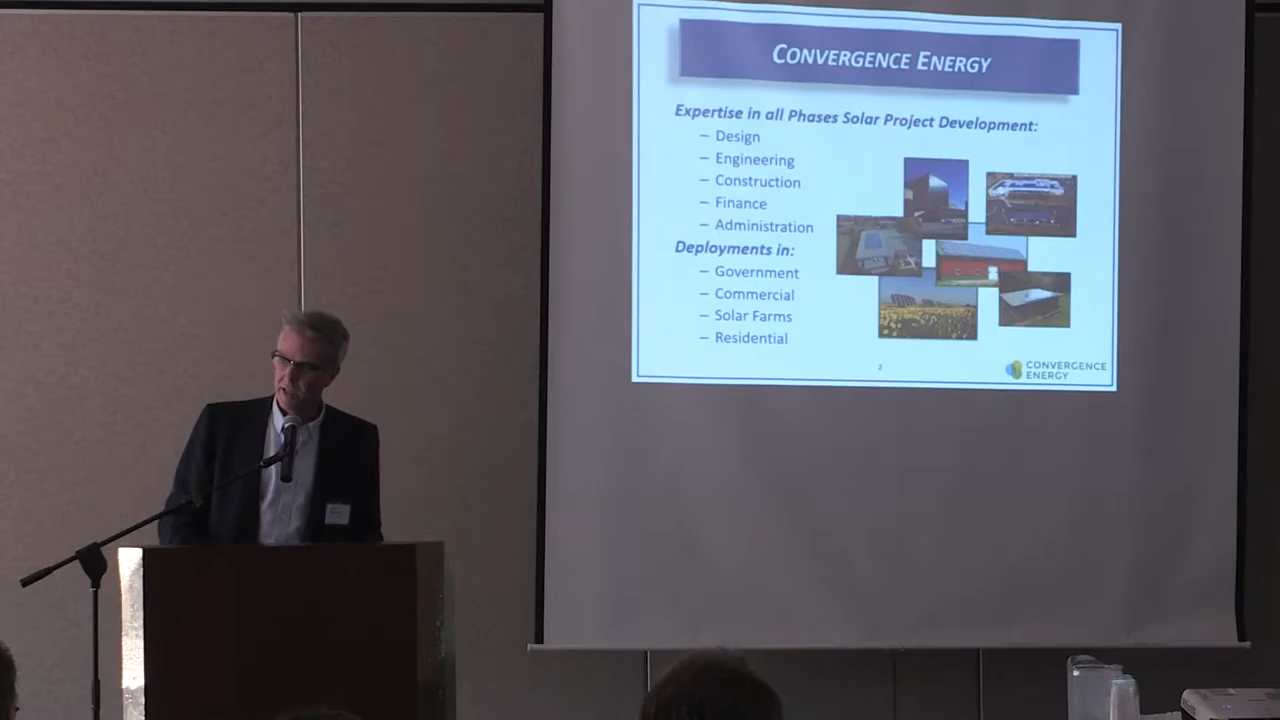 CONVERGENCE ENERGY
Expertise in all Phases Solar Project Development:
– Design
– Engineering
– Construction
– Finance
– Administration
Deployments in:
– Government
– Commercial
– Solar Farms
– Residential
2
CONVERGENCE
ENERGY